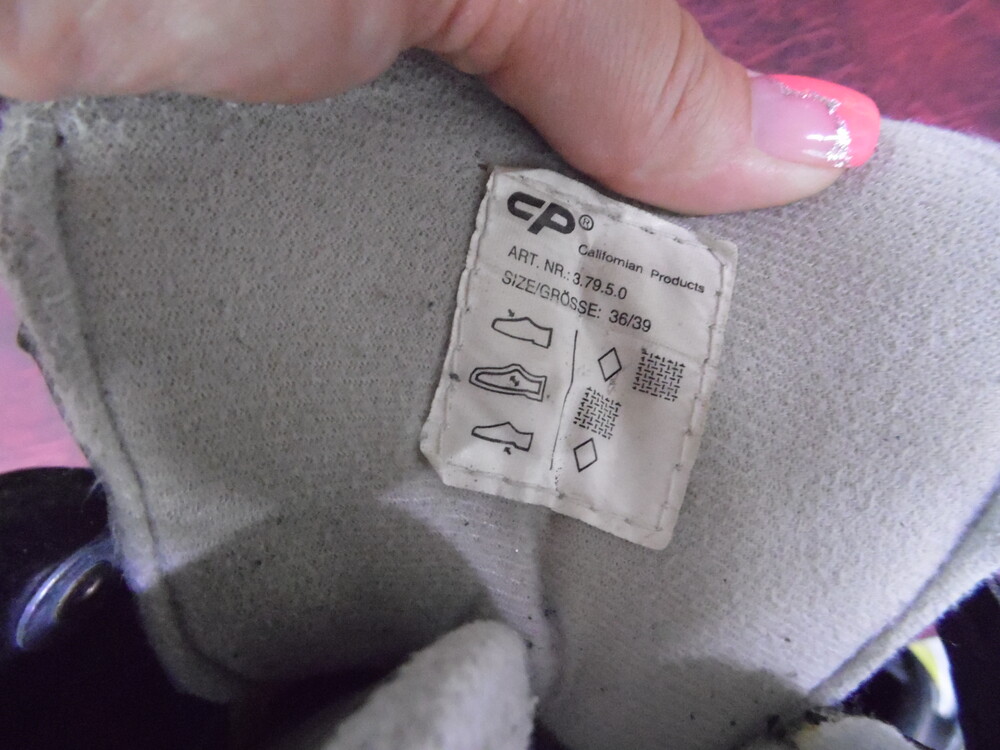 CP®
Californian Products
ART. NR.: 3.79.5.0
SIZE/GRÖSSE: 36/39